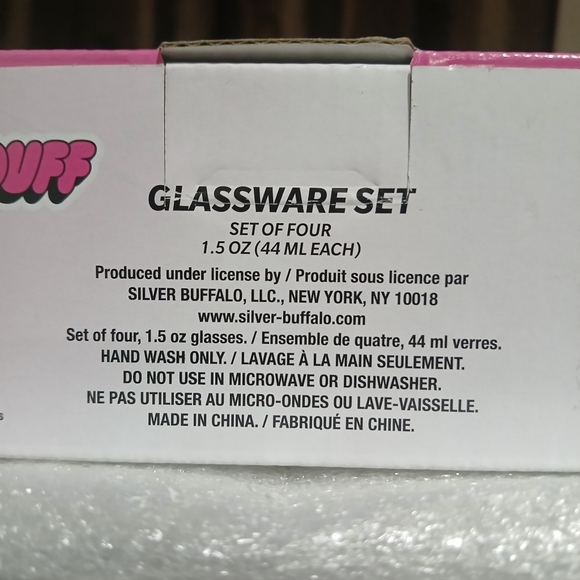 UFF
GLASSWARE SET
SET OF FOUR
1.5 OZ (44 ML EACH)
Produced under license by / Produit sous licence par
SILVER BUFFALO, LLC., NEW YORK, NY 10018
www.silver-buffalo.com
Set of four, 1.5 oz glasses. / Ensemble de quatre, 44 ml verres.
HAND WASH ONLY. / LAVAGE À LA MAIN SEULEMENT.
DO NOT USE IN MICROWAVE OR DISHWASHER.
NE PAS UTILISER AU MICRO-ONDES OU LAVE-VAISSELLE.
MADE IN CHINA. / FABRIQUÉ EN CHINE.